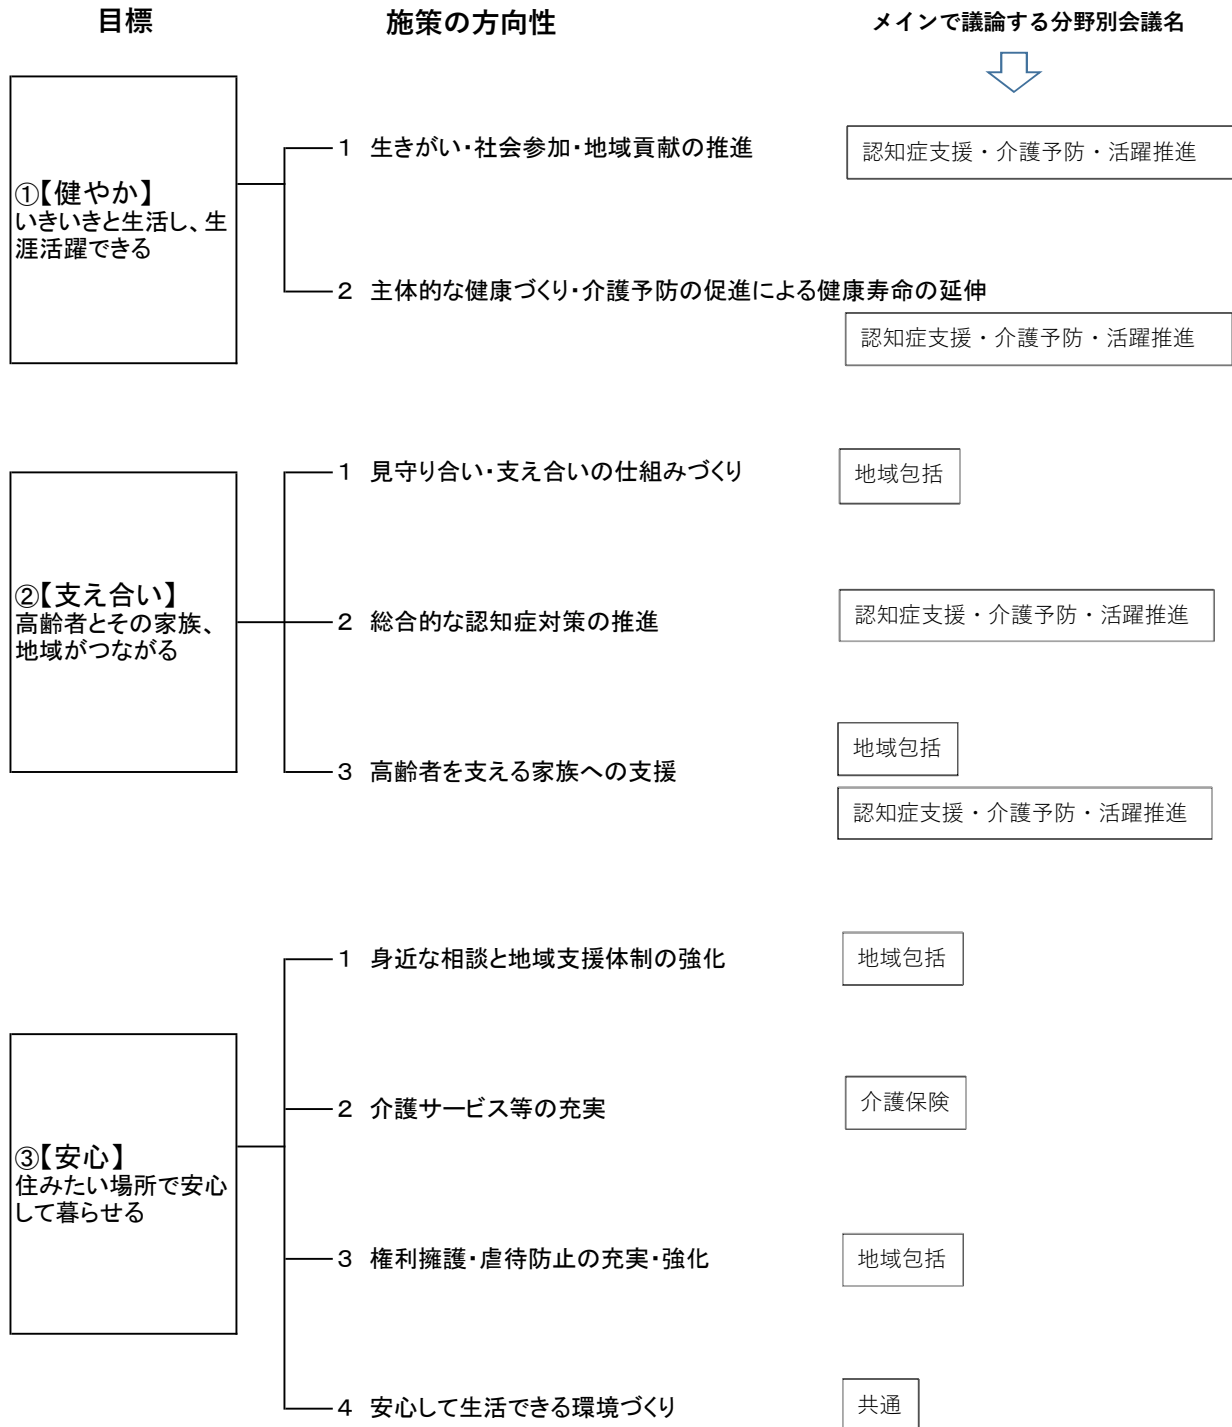 目標
施策の方向性
メインで議論する分野別会議名
①【健やか】
いきいきと生活し、生
涯活躍できる
1 生きがい・社会参加・地域貢献の推進
認知症支援・介護予防・活躍推進
2 主体的な健康づくり・介護予防の促進による健康寿命の延伸
認知症支援・介護予防・活躍推進
②【支え合い】
高齢者とその家族、
地域がつながる
1 見守り合い・支え合いの仕組みづくり
地域包括
2 総合的な認知症対策の推進
認知症支援・介護予防・活躍推進
3 高齢者を支える家族への支援
地域包括
認知症支援・介護予防・活躍推進
③【安心】
住みたい場所で安心
して暮らせる
1 身近な相談と地域支援体制の強化
地域包括
2 介護サービス等の充実
介護保険
3 権利擁護・虐待防止の充実・強化
地域包括
4 安心して生活できる環境づくり
共通